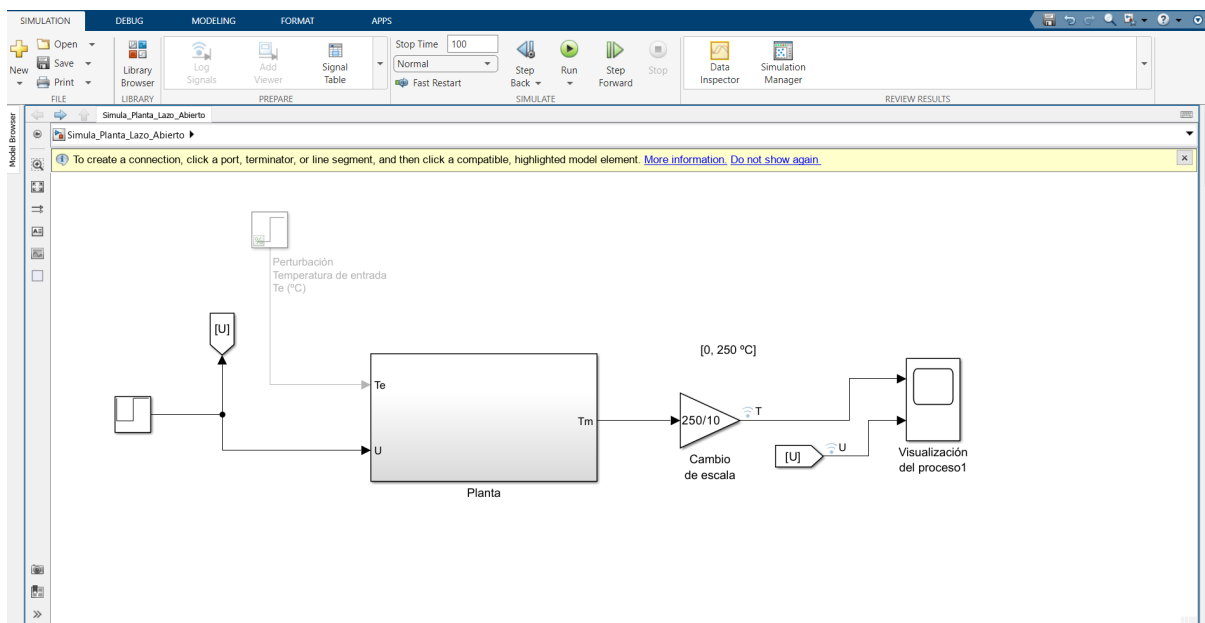 SIMULATION DEBUG MODELING FORMAT APPS
New
Open
Save
Print
FILE
Library
Browser
LIBRARY
Log
Signals
Add
Viewer
Signal
Table
PREPARE
Stop Time 100
Normal
Fast Restart
Step
Back
Run
Step
Forward
Stop
SIMULATE
Data
Inspector
Simulation
Manager
REVIEW RESULTS
Model Browser
Simula_Planta_Lazo_Abierto
Simula_Planta_Lazo_Abierto
To create a connection, click a port, terminator, or line segment, and then click a compatible, highlighted model element. More information. Do not show again
Perturbación
Temperatura de entrada
Te (ºC)
[U]
[0, 250 ºC]
Te
Tm
U
Planta
250/10
T
Cambio
de escala
[U]
U
Visualización
del proceso1